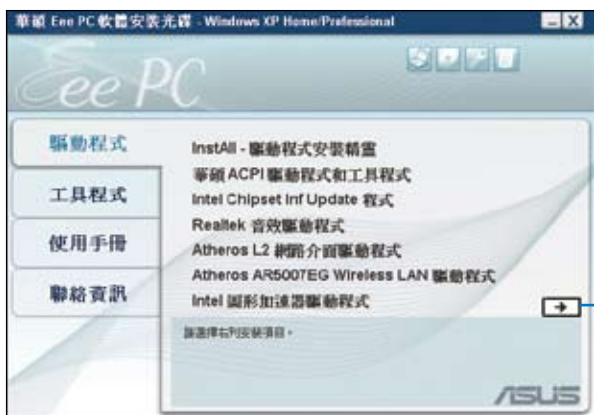 華碩 Eee PC 軟體安裝光碟 - Windows XP Home/Professional
Eee PC
驅動程式
工具程式
使用手冊
聯絡資訊
InstAll - 驅動程式安裝精靈
華碩 ACPI 驅動程式和工具程式
Intel Chipset Inf Update 程式
Realtek 音效驅動程式
Atheros L2 網路介面驅動程式
Atheros AR5007EG Wireless LAN 驅動程式
Intel 圖形加速器驅動程式
請選擇右列安裝項目。
ASUS